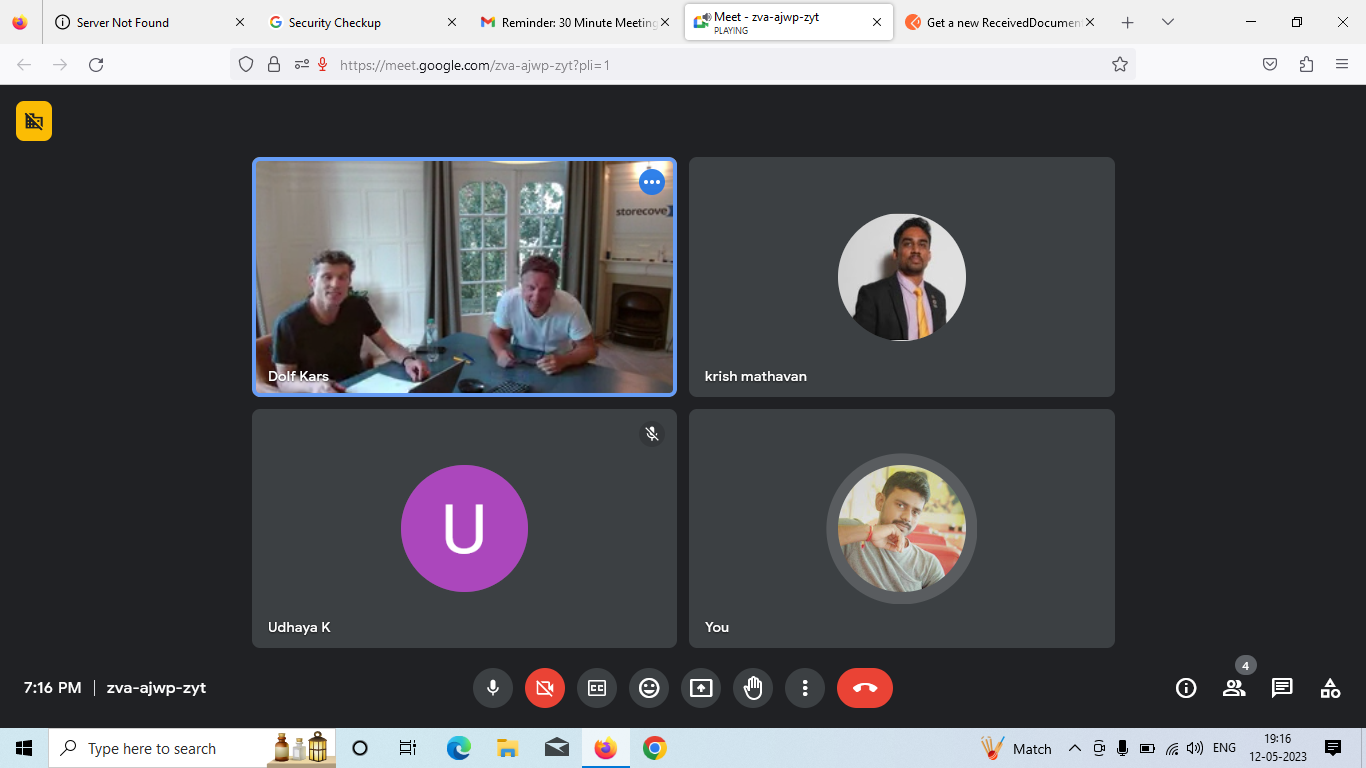 Server Not Found
Security Checkup
Reminder: 30 Minute Meeting
Meet - zva-ajwp-zyt
PLAYING
Get a new ReceivedDocument
https://meet.google.com/zva-ajwp-zyt?pli=1
storecove
Dolf Kars
krish mathavan
U
Udhaya K
You
7:16 PM | zva-ajwp-zyt
4
Type here to search
Match
ENG
19:16
12-05-2023